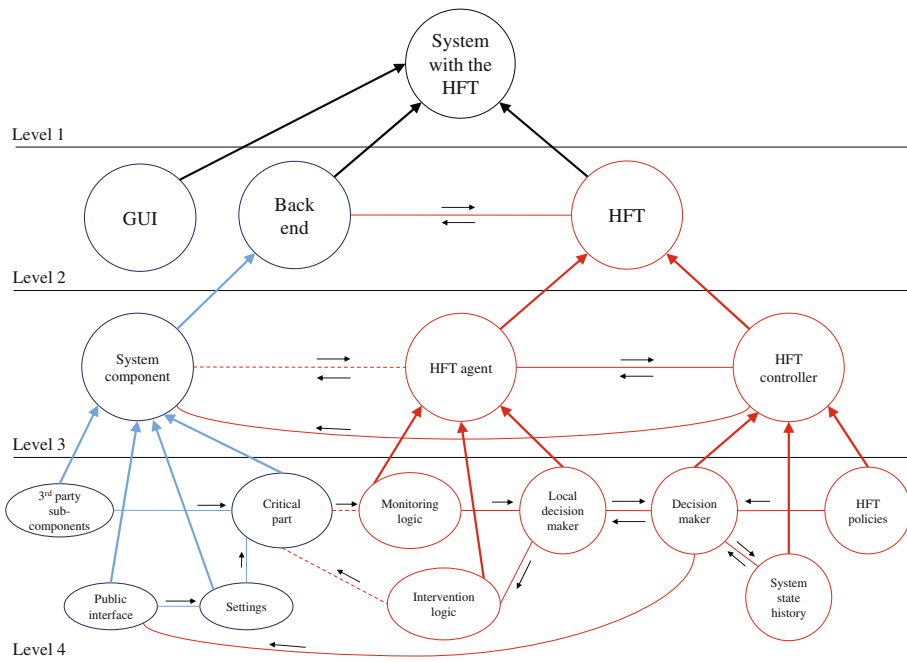 System
with the
HFT
Level 1
GUI
Back
end
HFT
Level 2
System
component
HFT agent
HFT
controller
Level 3
3rd party
sub-
components
Critical
part
Monitoring
logic
Local
decision
maker
Decision
maker
HFT
policies
Public
interface
Settings
Intervention
logic
System
state
history
Level 4